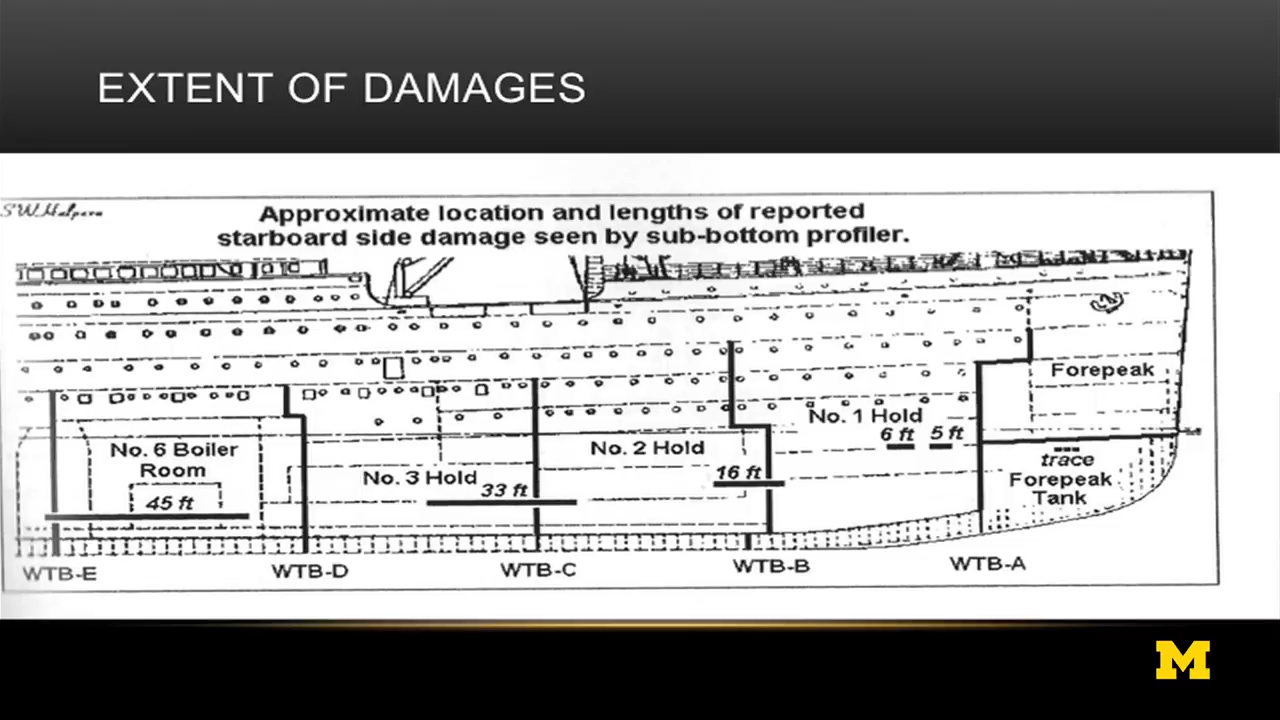 EXTENT OF DAMAGES
S.W.Halpern
Approximate location and lengths of reported
starboard side damage seen by sub-bottom profiler.
Forepeak
No. 1 Hold
6 ft 5 ft
No. 6 Boiler
Room
No. 2 Hold
trace
No. 3 Hold
16 ft
Forepeak
Tank
33 ft
45 ft
WTB-E WTB-D WTB-C WTB-B WTB-A
M